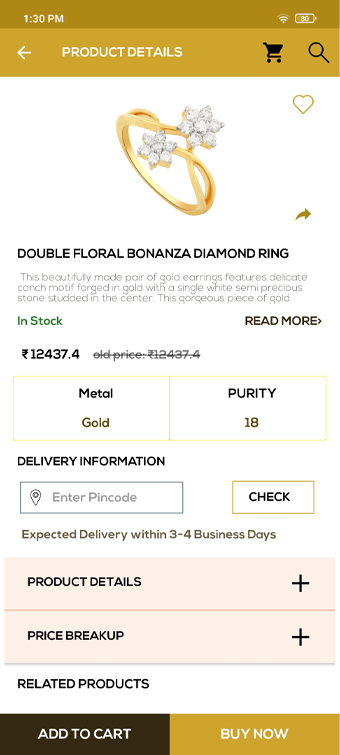 1:30 PM
80
PRODUCT DETAILS
DOUBLE FLORAL BONANZA DIAMOND RING
This beautifully made pair of gold earrings features delicate
conch motif forged in gold with a single white semi precious
stone studded in the center. This gorgeous piece of gold
In Stock
READ MORE>
₹12437.4 old price: ₹12437.4
Metal
PURITY
Gold
18
DELIVERY INFORMATION
Enter Pincode
CHECK
Expected Delivery within 3-4 Business Days
PRODUCT DETAILS +
PRICE BREAKUP +
RELATED PRODUCTS
ADD TO CART
BUY NOW